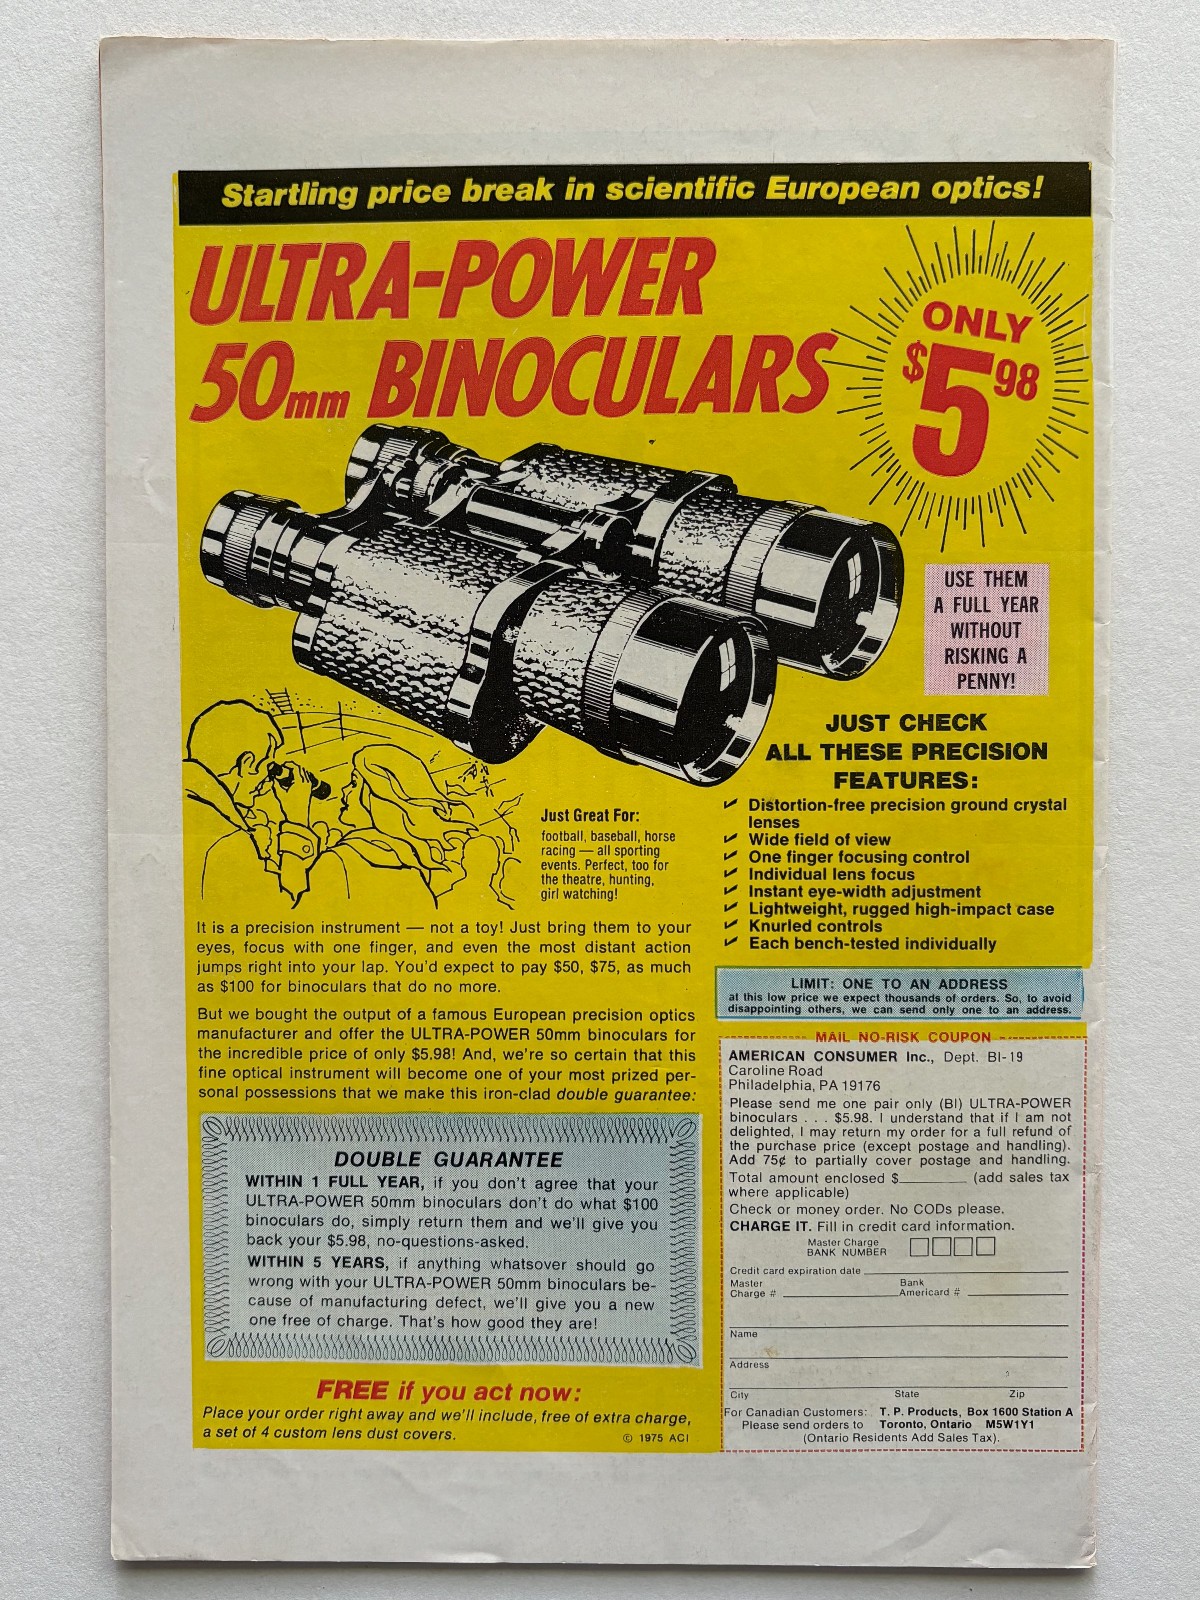 Startling price break in scientific European optics!
ULTRA-POWER
50mm BINOCULARS
ONLY
$5.98
USE THEM
A FULL YEAR
WITHOUT
RISKING A
PENNY!
JUST CHECK
ALL THESE PRECISION
FEATURES:
✓ Distortion-free precision ground crystal
lenses
✓ Wide field of view
✓ One finger focusing control
✓ Individual lens focus
✓ Instant eye-width adjustment
✓ Lightweight, rugged high-impact case
✓ Knurled controls
✓ Each bench-tested individually
Just Great For:
football, baseball, horse
racing — all sporting
events. Perfect, too for
the theatre, hunting,
girl watching!
It is a precision instrument — not a toy! Just bring them to your
eyes, focus with one finger, and even the most distant action
jumps right into your lap. You'd expect to pay $50, $75, as much
as $100 for binoculars that do no more.
But we bought the output of a famous European precision optics
manufacturer and offer the ULTRA-POWER 50mm binoculars for
the incredible price of only $5.98! And, we're so certain that this
fine optical instrument will become one of your most prized per-
sonal possessions that we make this iron-clad double guarantee:
DOUBLE GUARANTEE
WITHIN 1 FULL YEAR, if you don't agree that your
ULTRA-POWER 50mm binoculars don't do what $100
binoculars do, simply return them and we'll give you
back your $5.98, no-questions-asked.
WITHIN 5 YEARS, if anything whatsover should go
wrong with your ULTRA-POWER 50mm binoculars be-
cause of manufacturing defect, we'll give you a new
one free of charge. That's how good they are!
FREE if you act now:
Place your order right away and we'll include, free of extra charge,
a set of 4 custom lens dust covers.
© 1975 ACI
LIMIT: ONE TO AN ADDRESS
at this low price we expect thousands of orders. So, to avoid
disappointing others, we can send only one to an address.
MAIL NO-RISK COUPON
AMERICAN CONSUMER Inc., Dept. BI-19
Caroline Road
Philadelphia, PA 19176
Please send me one pair only (BI) ULTRA-POWER
binoculars . . . $5.98. I understand that if I am not
delighted, I may return my order for a full refund of
the purchase price (except postage and handling).
Add 75¢ to partially cover postage and handling.
Total amount enclosed $________ (add sales tax
where applicable)
Check or money order. No CODs please.
CHARGE IT. Fill in credit card information.
Master Charge
BANK NUMBER
Credit card expiration date
Master Bank
Charge # Americard #
Name
Address
City State Zip
For Canadian Customers: T. P. Products, Box 1600 Station A
Please send orders to Toronto, Ontario M5W1Y1
(Ontario Residents Add Sales Tax).